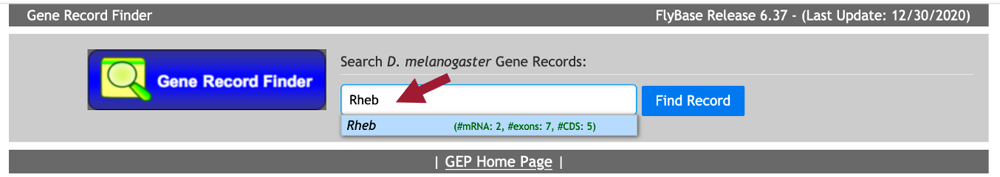 Gene Record Finder FlyBase Release 6.37 - (Last Update: 12/30/2020)
Search D. melanogaster Gene Records:
Gene Record Finder
Rheb Find Record
Rheb (#mRNA: 2, #exons: 7, #CDS: 5)
| GEP Home Page |